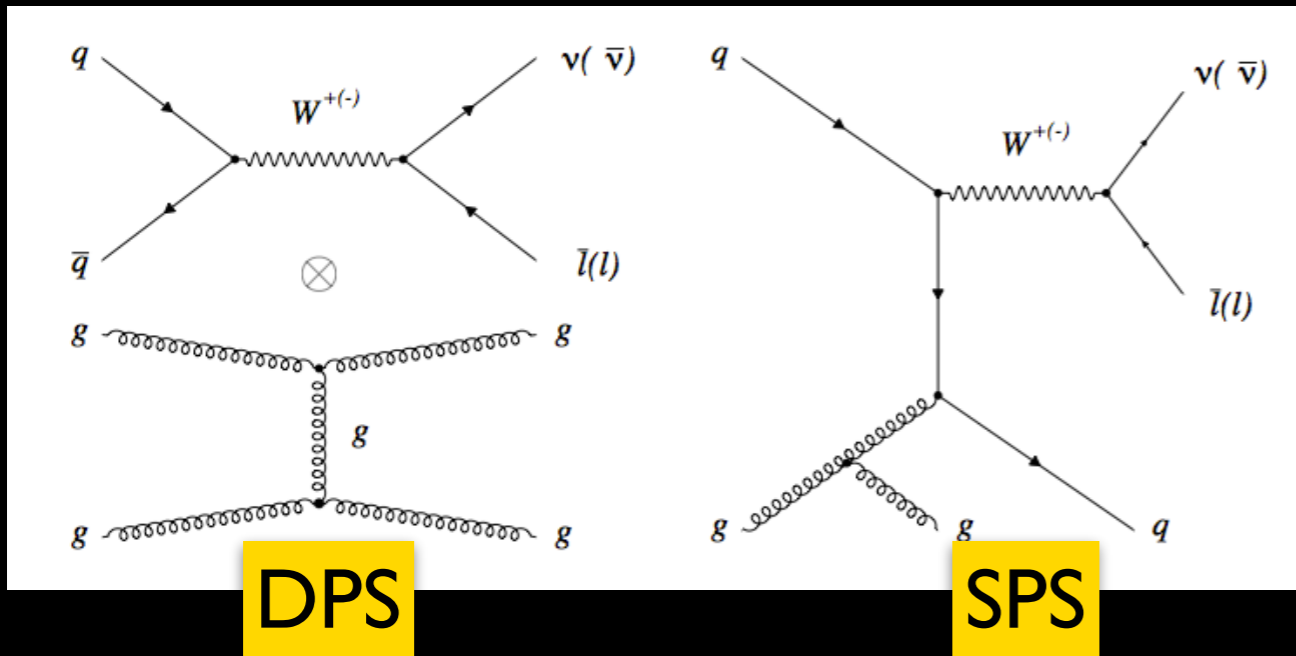 q
ν( ν̄)
W+(-)
q̄
l̄(l)
g
g
g
g
g
DPS
q
ν( ν̄)
W+(-)
l̄(l)
g
g
q
SPS